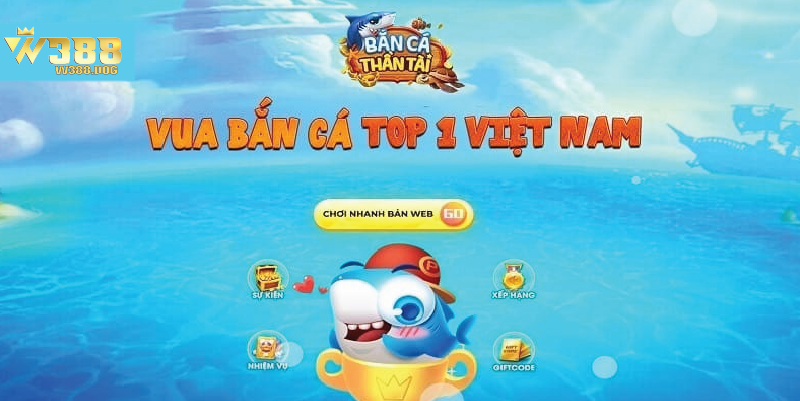 W388
W388.UOG
BẮN CÁ
THẦN TÀI
VUA BẮN CÁ TOP 1 VIỆT NAM
CHƠI NHANH BẢN WEB GO
SỰ KIỆN
XẾP HẠNG
NHIỆM VỤ
GIFTCODE